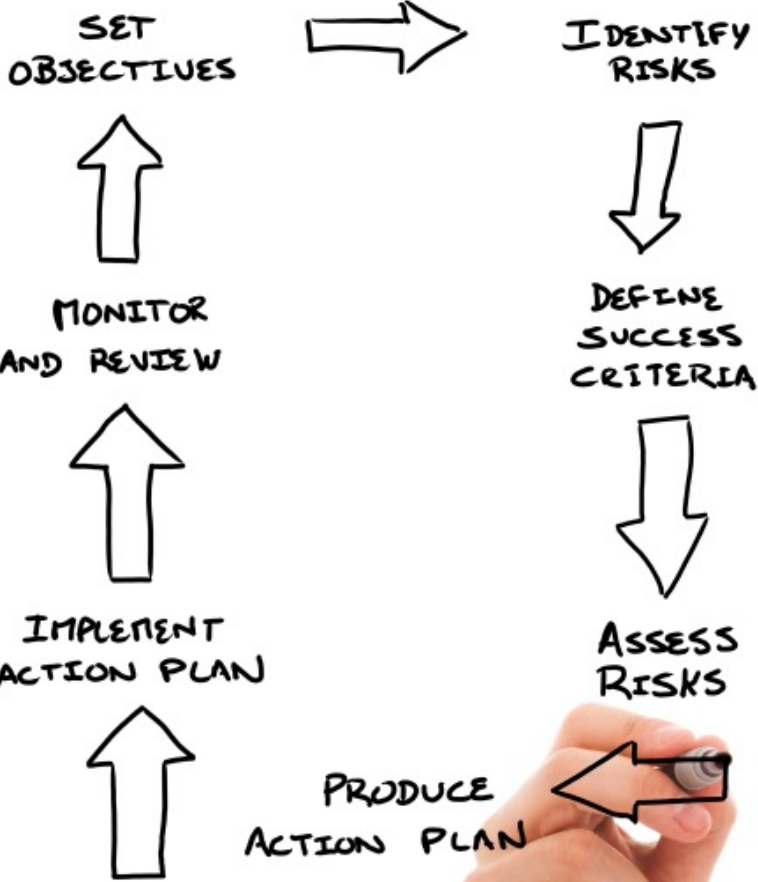 SET
OBJECTIVES
IDENTIFY
RISKS
DEFINE
SUCCESS
CRITERIA
ASSESS
RISKS
PRODUCE
ACTION PLAN
IMPLEMENT
ACTION PLAN
MONITOR
AND REVIEW